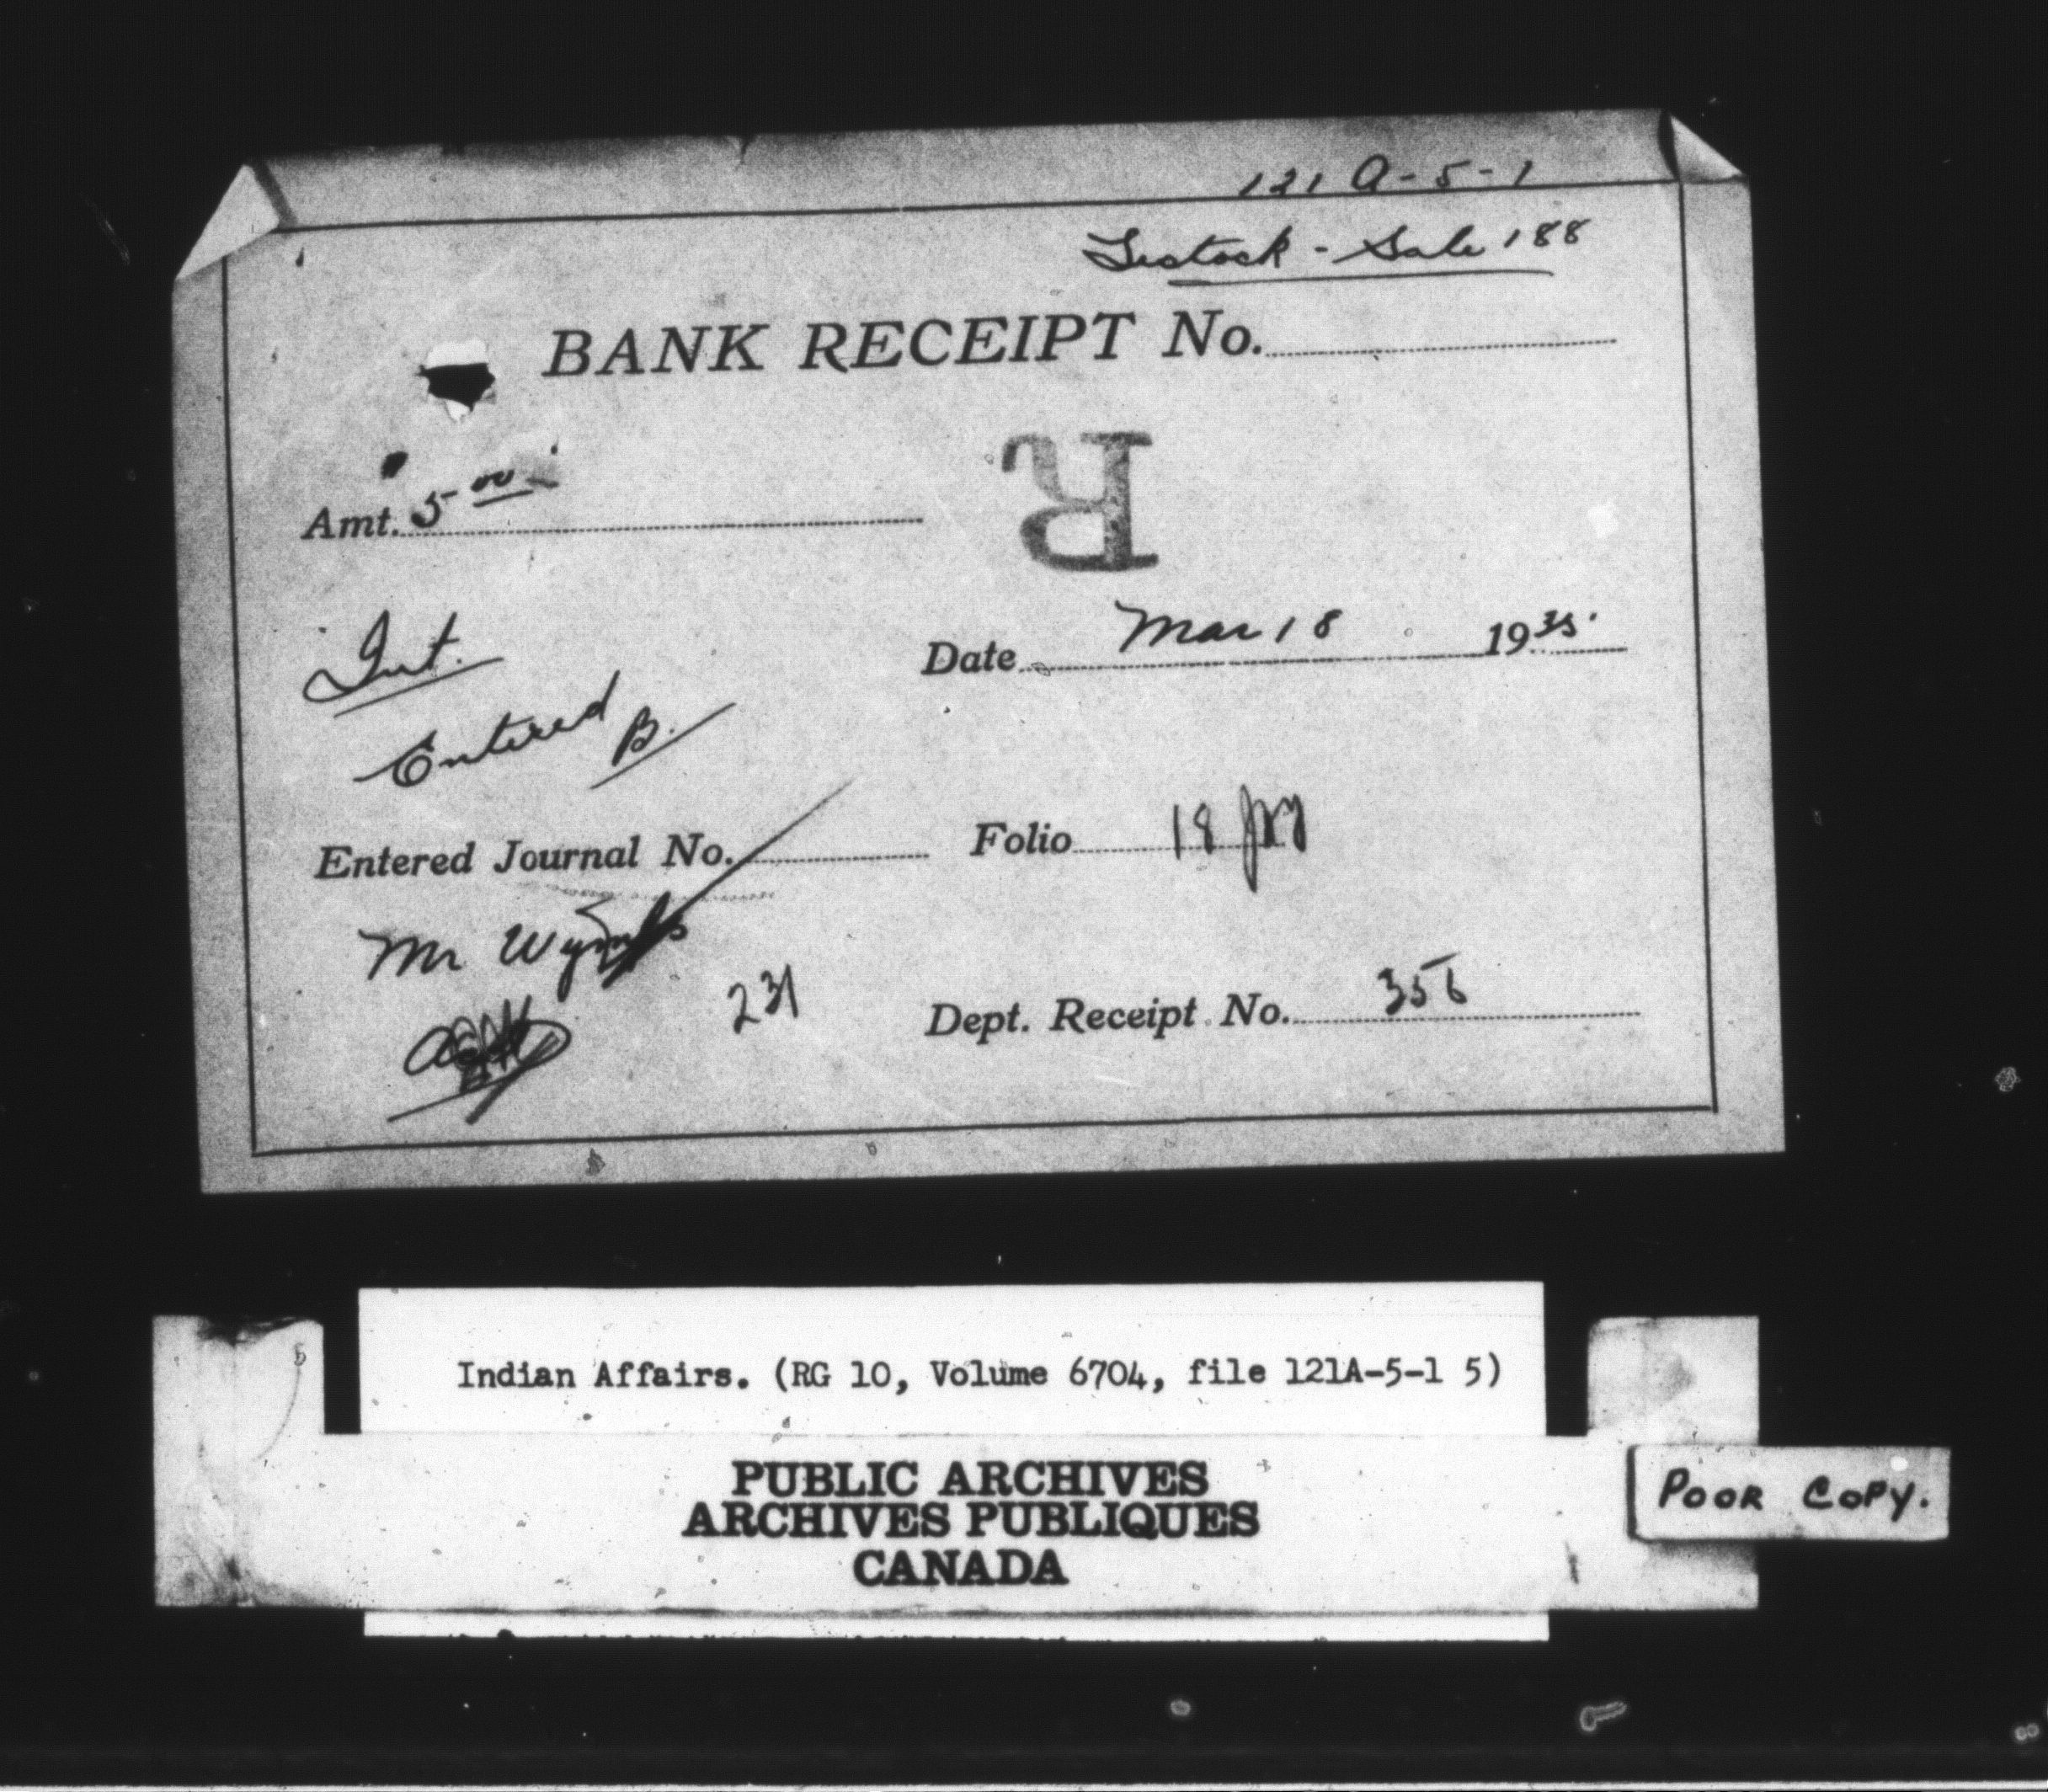 121 A-5-1
Sale 188
BANK RECEIPT No.
R
Amt. 5 00
Int.
Date Mar 18 1935.
Entered B.
Entered Journal No. Folio 18
Mr
231
Dept. Receipt No. 356
Indian Affairs. (RG 10, Volume 6704, file 121A-5-1 5)
PUBLIC ARCHIVES
ARCHIVES PUBLIQUES
CANADA
POOR COPY.